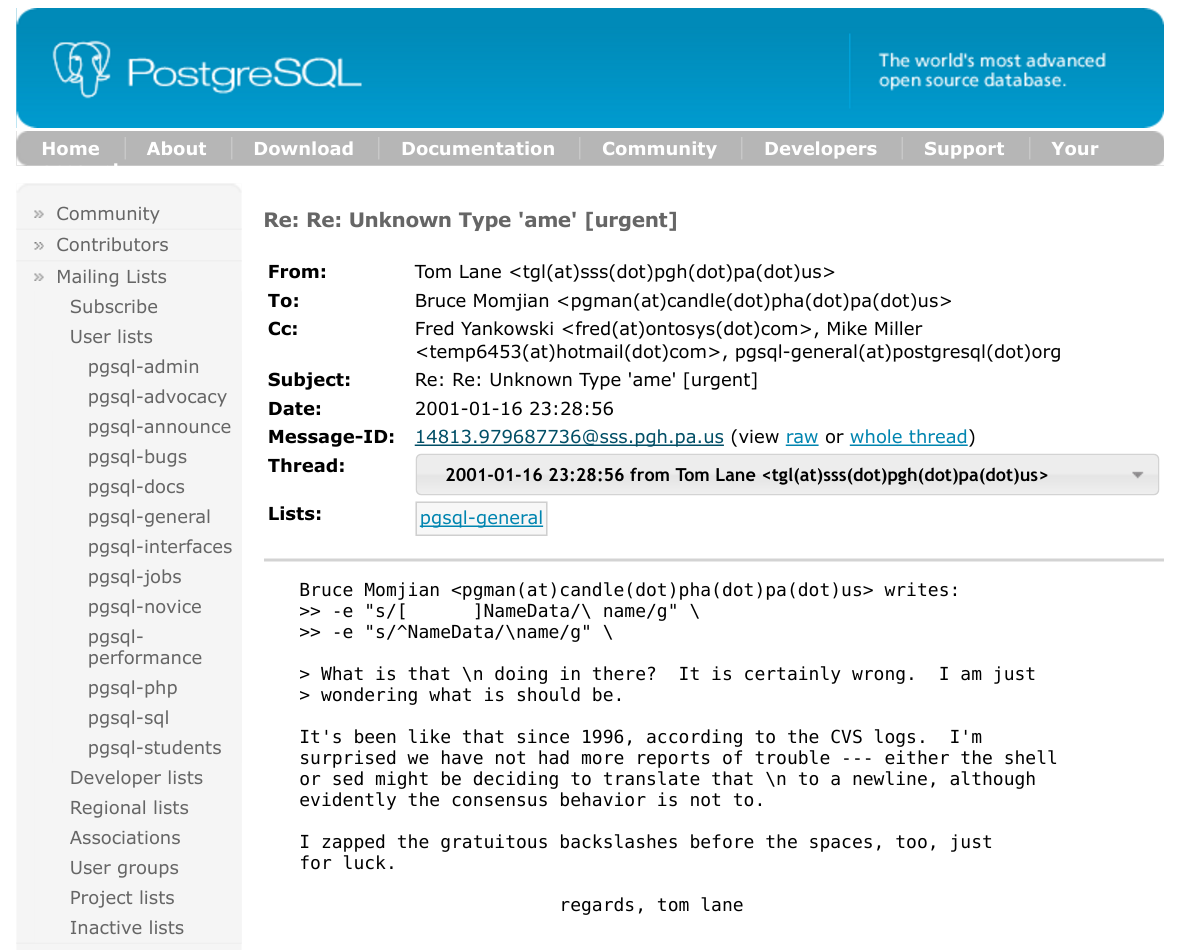 PostgreSQL
The world's most advanced
open source database.
Home About Download Documentation Community Developers Support Your
» Community
» Contributors
» Mailing Lists
Subscribe
User lists
pgsql-admin
pgsql-advocacy
pgsql-announce
pgsql-bugs
pgsql-docs
pgsql-general
pgsql-interfaces
pgsql-jobs
pgsql-novice
pgsql-
performance
pgsql-php
pgsql-sql
pgsql-students
Developer lists
Regional lists
Associations
User groups
Project lists
Inactive lists
Re: Re: Unknown Type 'ame' [urgent]
From: Tom Lane <tgl(at)sss(dot)pgh(dot)pa(dot)us>
To: Bruce Momjian <pgman(at)candle(dot)pha(dot)pa(dot)us>
Cc: Fred Yankowski <fred(at)ontosys(dot)com>, Mike Miller
<temp6453(at)hotmail(dot)com>, pgsql-general(at)postgresql(dot)org
Subject: Re: Re: Unknown Type 'ame' [urgent]
Date: 2001-01-16 23:28:56
Message-ID: 14813.979687736@sss.pgh.pa.us (view raw or whole thread)
Thread: 2001-01-16 23:28:56 from Tom Lane <tgl(at)sss(dot)pgh(dot)pa(dot)us>
Lists: pgsql-general
Bruce Momjian <pgman(at)candle(dot)pha(dot)pa(dot)us> writes:
>> -e "s/[      ]NameData/\ name/g" \
>> -e "s/^NameData/\name/g" \
> What is that \n doing in there?  It is certainly wrong.  I am just
> wondering what is should be.
It's been like that since 1996, according to the CVS logs.  I'm
surprised we have not had more reports of trouble --- either the shell
or sed might be deciding to translate that \n to a newline, although
evidently the consensus behavior is not to.
I zapped the gratuitous backslashes before the spaces, too, just
for luck.
regards, tom lane